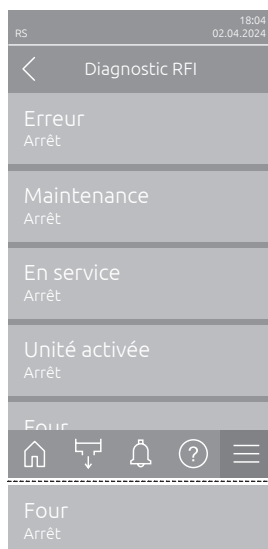 18:04
RS 02.04.2024
Diagnostic RFI
Erreur
Arrêt
Maintenance
Arrêt
En service
Arrêt
Unité activée
Arrêt
Four
?
Four
Arrêt